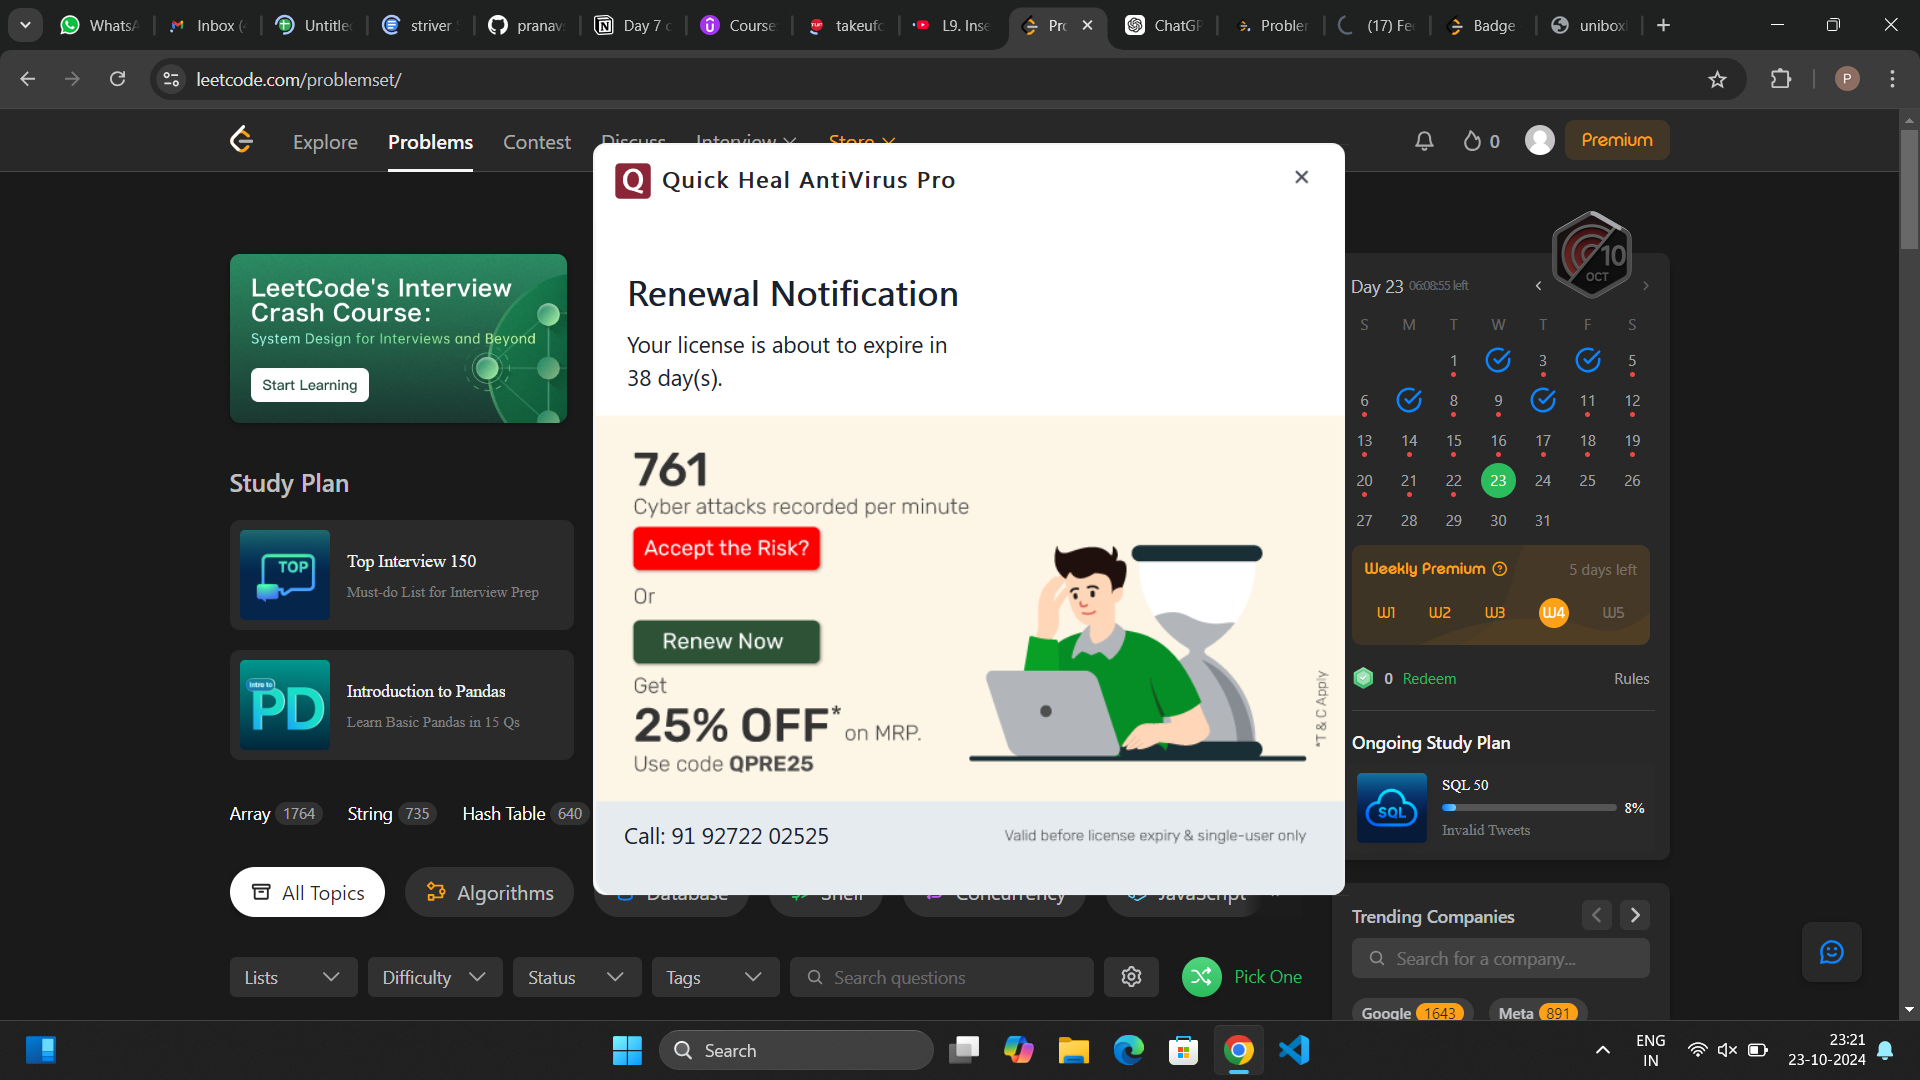 WhatsA
Inbox (
Untitle
striver
pranav
Day 7 c
Course
takeufo
L9. Inse
Pro
ChatGP
Problem
(17) Fee
Badge
unibox
leetcode.com/problemset/
P
Explore
Problems
Contest
Discuss
Interview
Store
0
Premium
Q Quick Heal AntiVirus Pro
Renewal Notification
Your license is about to expire in
38 day(s).
761
Cyber attacks recorded per minute
Accept the Risk?
Or
Renew Now
Get
25% OFF* on MRP.
Use code QPRE25
*T & C Apply
Call: 91 92722 02525
Valid before license expiry & single-user only
LeetCode's Interview
Crash Course:
System Design for Interviews and Beyond
Start Learning
Study Plan
TOP
Top Interview 150
Must-do List for Interview Prep
Intro to
PD
Introduction to Pandas
Learn Basic Pandas in 15 Qs
Array 1764
String 735
Hash Table 640
All Topics
Algorithms
Database
Shell
Concurrency
JavaScript
Lists
Difficulty
Status
Tags
Search questions
Pick One
10
OCT
Day 23 06:08:55 left
S M T W T F S
1 3 5
6 8 9 11 12
13 14 15 16 17 18 19
20 21 22 23 24 25 26
27 28 29 30 31
Weekly Premium
5 days left
W1 W2 W3 W4 W5
0 Redeem
Rules
Ongoing Study Plan
SQL
SQL 50
8%
Invalid Tweets
Trending Companies
Search for a company...
Google 1643
Meta 891
Search
ENG
IN
23:21
23-10-2024